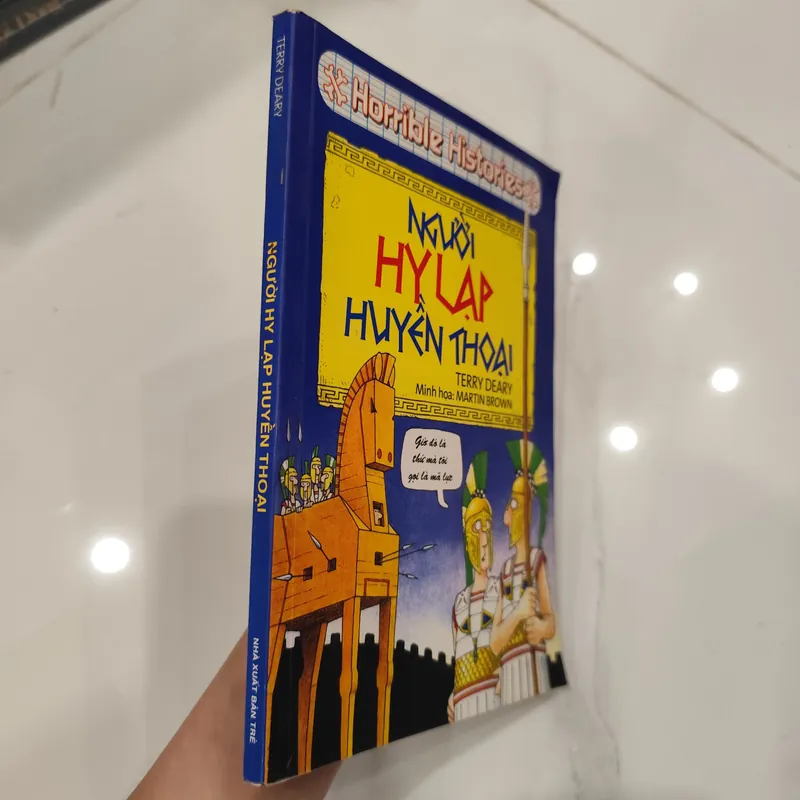 TERRY DEARY
NGƯỜI HY LẠP HUYỀN THOẠI
NHÀ XUẤT BẢN TRẺ
Horrible Histories
NGƯỜI
HY LẠP
HUYỀN THOẠI
TERRY DEARY
Minh họa: MARTIN BROWN
Giờ đó là
thứ mà tôi
gọi là mã lực